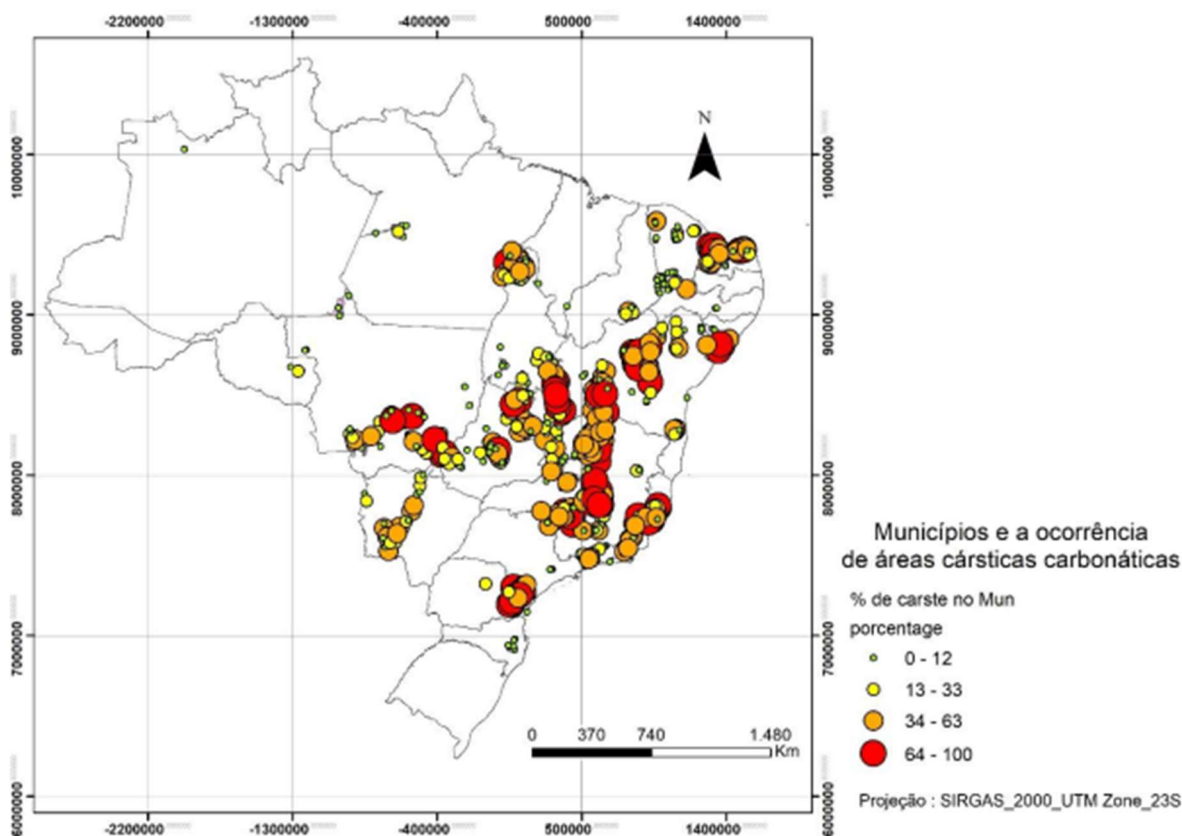 -2200000 -1300000 -400000 500000 1400000
N
10000000 10000000
9000000 9000000
8000000 8000000
7000000 7000000
6000000 6000000
0 370 740 1.480
Km
-2200000 -1300000 -400000 500000 1400000
Municípios e a ocorrência
de áreas cársticas carbonáticas
% de carste no Mun
porcentage
0 - 12
13 - 33
34 - 63
64 - 100
Projeção : SIRGAS_2000_UTM Zone_23S